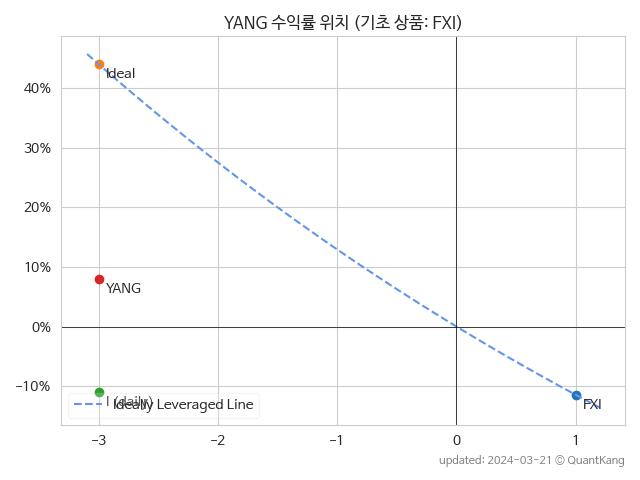 YANG 수익률 위치 (기초 상품: FXI)
Ideal
40%
30%
20%
10%
YANG
0%
-10%
(daily)
Ideally Leveraged Line
FXI
-3
-2
-1
0
1
updated: 2024-03-21 © QuantKang